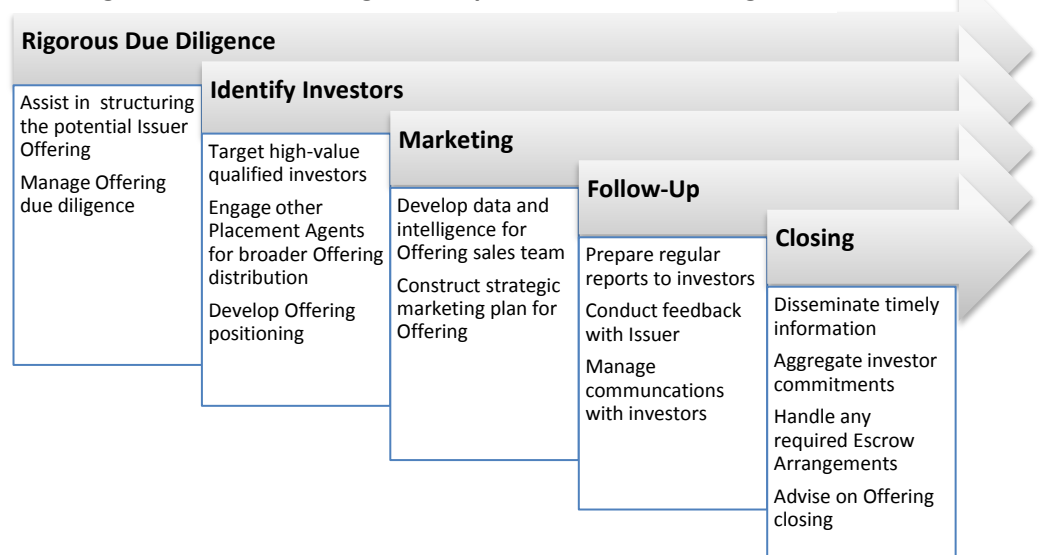 Rigorous Due Diligence
Assist in structuring
the potential Issuer
Offering
Manage Offering
due diligence
Identify Investors
Target high-value
qualified investors
Engage other
Placement Agents
for broader Offering
distribution
Develop Offering
positioning
Marketing
Develop data and
intelligence for
Offering sales team
Construct strategic
marketing plan for
Offering
Follow-Up
Prepare regular
reports to investors
Conduct feedback
with Issuer
Manage
communcations
with investors
Closing
Disseminate timely
information
Aggregate investor
commitments
Handle any
required Escrow
Arrangements
Advise on Offering
closing